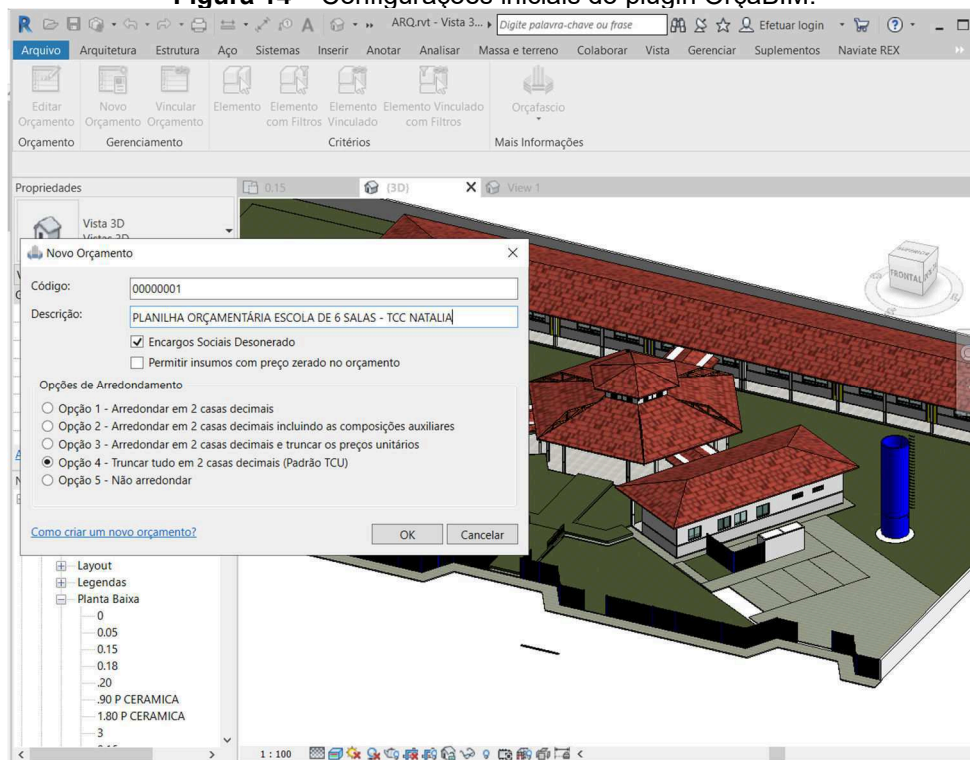 Figura 14 – Configurações iniciais do plugin OrçaBIM.
ARQ.rvt - Vista 3...
Digite palavra-chave ou frase
Efetuar login
Arquivo Arquitetura Estrutura Aço Sistemas Inserir Anotar Analisar Massa e terreno Colaborar Vista Gerenciar Suplementos Naviate REX
Editar Orçamento
Novo Orçamento
Vincular Orçamento
Elemento
Elemento com Filtros
Elemento Vinculado
Elemento Vinculado com Filtros
Orçafascio
Orçamento Gerenciamento Critérios Mais Informações
Propriedades
0.15
(3D)
View 1
Vista 3D
Vistas 3D
Novo Orçamento
Código: 00000001
Descrição: PLANILHA ORÇAMENTÁRIA ESCOLA DE 6 SALAS - TCC NATALIA
Encargos Sociais Desonerado
Permitir insumos com preço zerado no orçamento
Opções de Arredondamento
Opção 1 - Arredondar em 2 casas decimais
Opção 2 - Arredondar em 2 casas decimais incluindo as composições auxiliares
Opção 3 - Arredondar em 2 casas decimais e truncar os preços unitários
Opção 4 - Truncar tudo em 2 casas decimais (Padrão TCU)
Opção 5 - Não arredondar
Como criar um novo orçamento?
OK
Cancelar
FRONTAL
Layout
Legendas
Planta Baixa
0
0.05
0.15
0.18
.20
.90 P CERAMICA
1.80 P CERAMICA
3
1 : 100